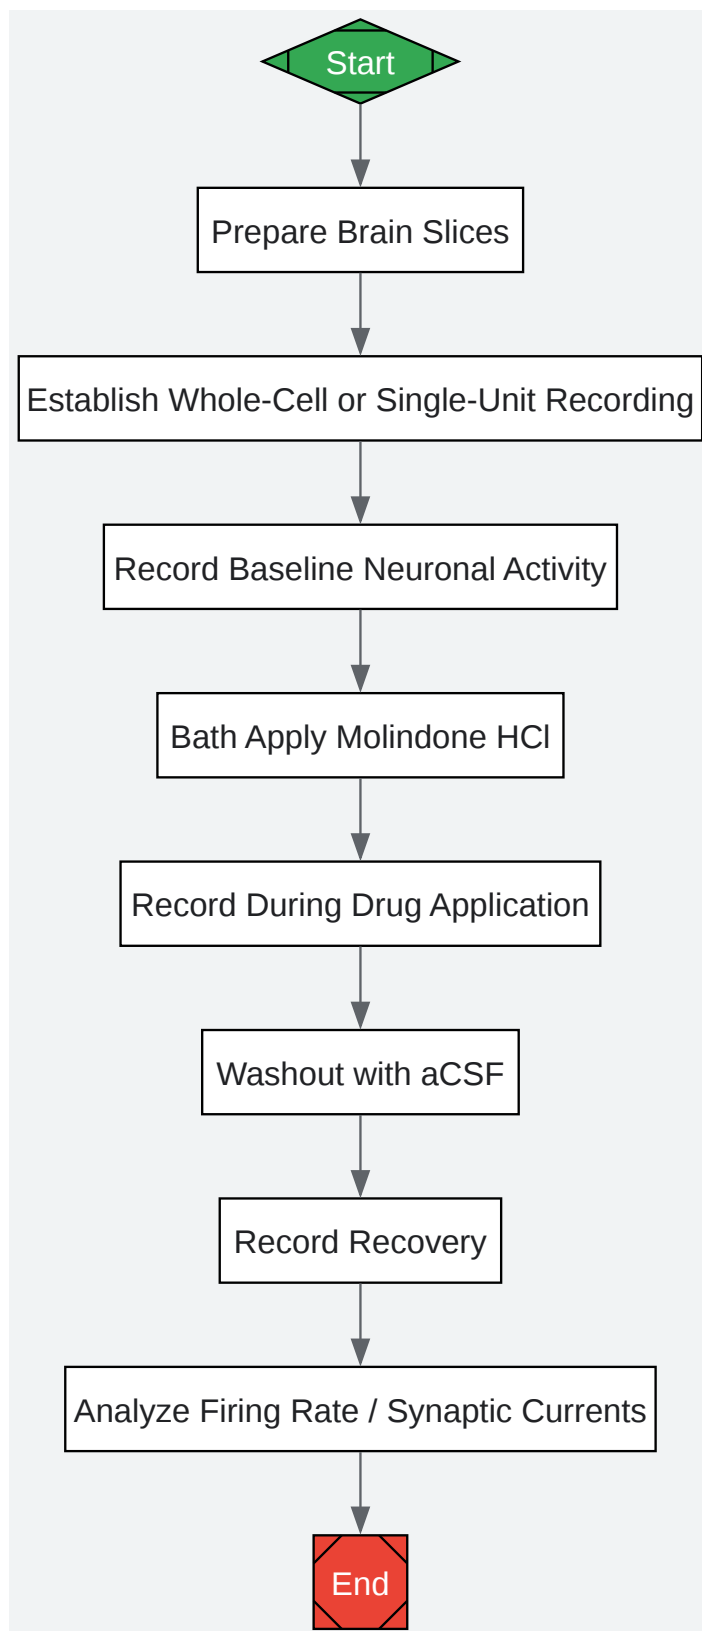 Start
Prepare Brain Slices
Establish Whole-Cell or Single-Unit Recording
Record Baseline Neuronal Activity
Bath Apply Molindone HCl
Record During Drug Application
Washout with aCSF
Record Recovery
Analyze Firing Rate / Synaptic Currents
End